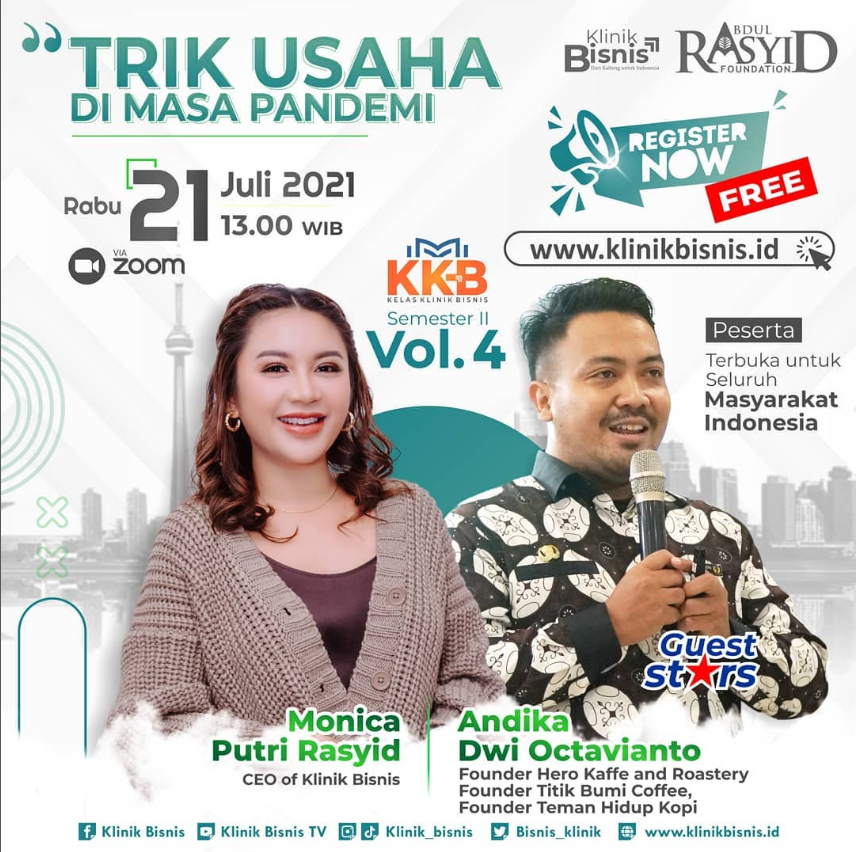 ” TRIK USAHA
DI MASA PANDEMI
Klinik
Bisnis
Dari Kalteng untuk Indonesia
ABDUL
RASYID
FOUNDATION
Rabu 21 Juli 2021
13.00 WIB
VIA
zoom
REGISTER
NOW
FREE
www.klinikbisnis.id
KKB
KELAS KLINIK BISNIS
Semester II
Vol. 4
Peserta
Terbuka untuk
Seluruh
Masyarakat
Indonesia
Guest
stars
Monica
Putri Rasyid
CEO of Klinik Bisnis
Andika
Dwi Octavianto
Founder Hero Kaffe and Roastery
Founder Titik Bumi Coffee,
Founder Teman Hidup Kopi
Klinik Bisnis Klinik Bisnis TV Klinik_bisnis Bisnis_klinik www.klinikbisnis.id